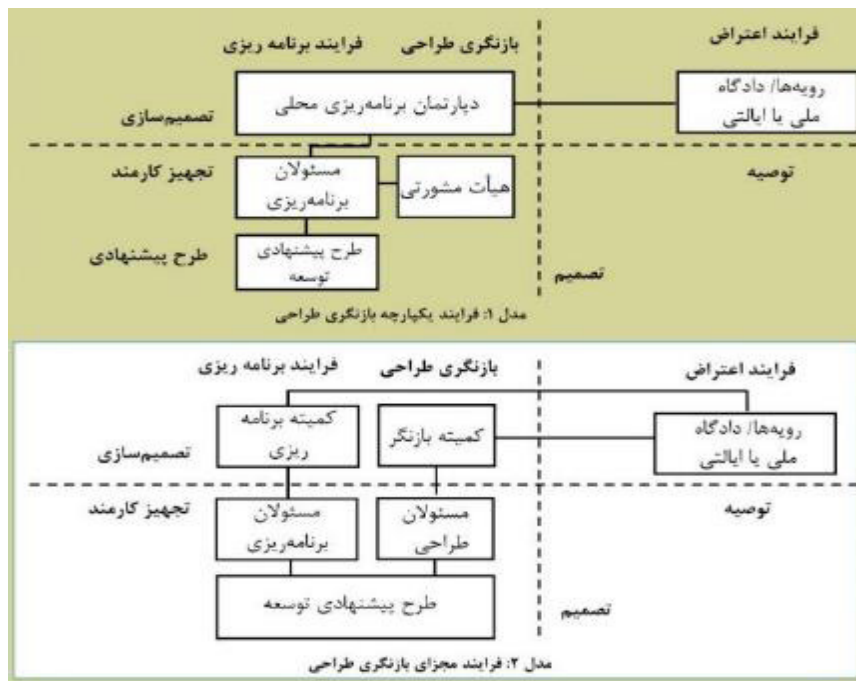 فرایند اعتراض
بازنگری طراحی
فرایند برنامه ریزی
رویه‌ها/ دادگاه
ملی یا ایالتی
دپارتمان برنامه‌ریزی محلی
تصمیم‌سازی
توصیه
هیأت مشورتی
مسئولان
برنامه‌ریزی
تجهیز کارمند
طرح پیشنهادی
توسعه
طرح پیشنهادی
تصمیم
مدل ۱: فرایند یکپارچه بازنگری طراحی
فرایند اعتراض
بازنگری طراحی
فرایند برنامه ریزی
رویه‌ها/ دادگاه
ملی یا ایالتی
کمیته بازنگر
کمیته برنامه
ریزی
تصمیم‌سازی
توصیه
مسئولان
طراحی
مسئولان
برنامه‌ریزی
تجهیز کارمند
طرح پیشنهادی توسعه
تصمیم
مدل ۲: فرایند مجزای بازنگری طراحی